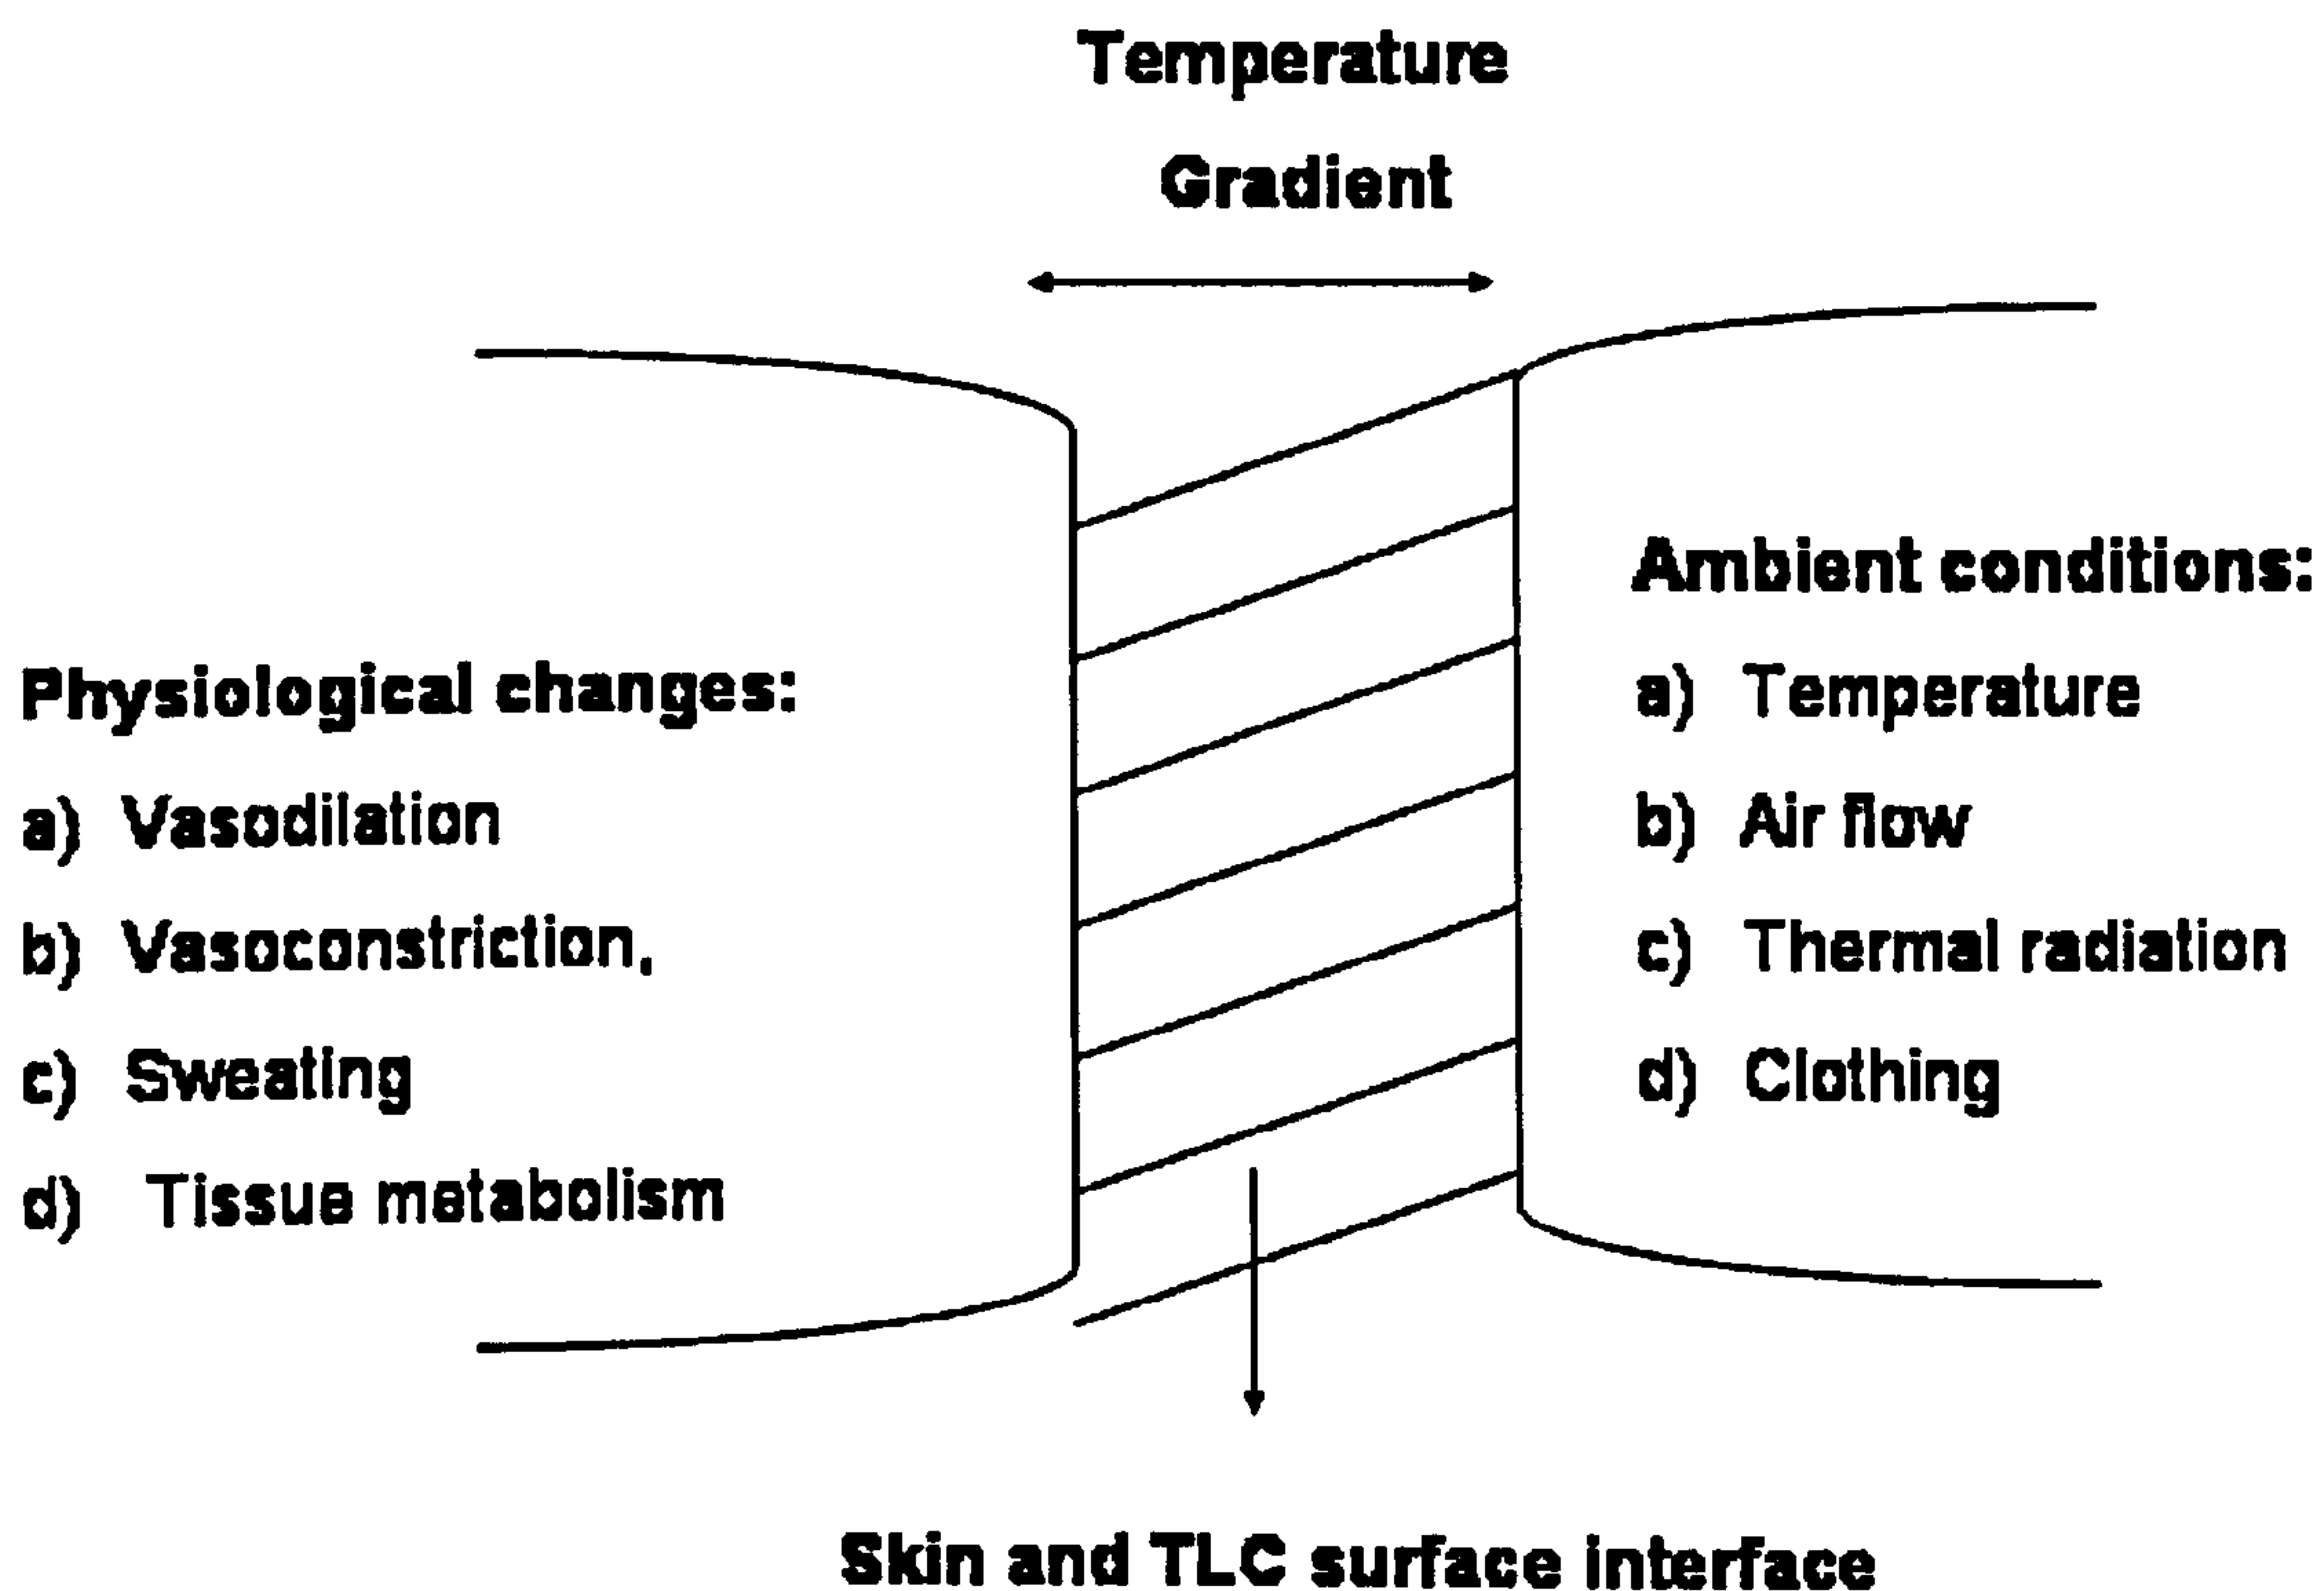 Temperature
Gradient
Physiological changes:
a) Vasodilation
b) Vasoconstriction,
c) Sweating
d) Tissue metabolism
Ambient conditions:
a) Temperature
b) Air flow
c) Thermal radiation
d) Clothing
Skin and TLC surface interface